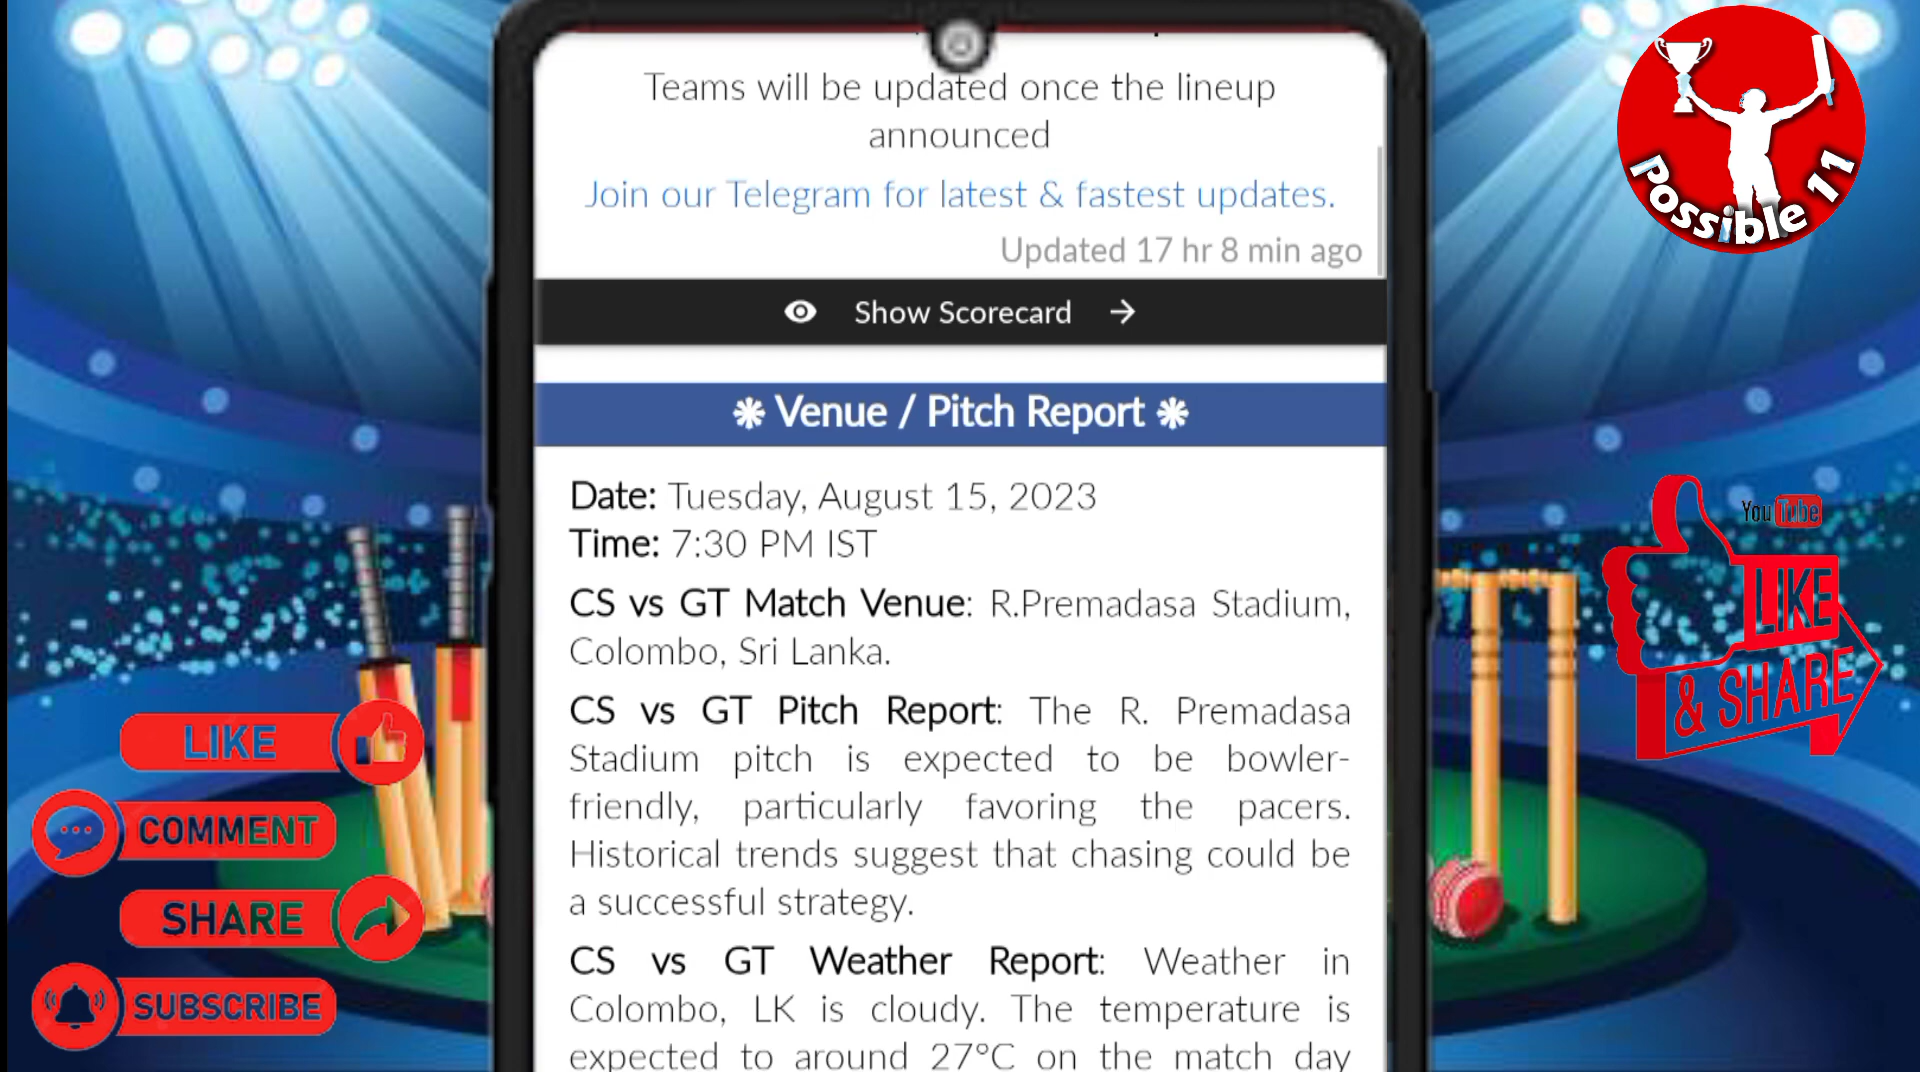 Teams will be updated once the lineup
announced
Join our Telegram for latest & fastest updates.
Updated 17 hr 8 min ago
Show Scorecard
Venue / Pitch Report
Date: Tuesday, August 15, 2023
Time: 7:30 PM IST
CS vs GT Match Venue: R.Premadasa Stadium,
Colombo, Sri Lanka.
CS vs GT Pitch Report: The R. Premadasa
Stadium pitch is expected to be bowler-
friendly, particularly favoring the pacers.
Historical trends suggest that chasing could be
a successful strategy.
CS vs GT Weather Report: Weather in
Colombo, LK is cloudy. The temperature is
expected to around 27°C on the match day
LIKE
COMMENT
SHARE
SUBSCRIBE
Possible 11
YouTube
LIKE
& SHARE